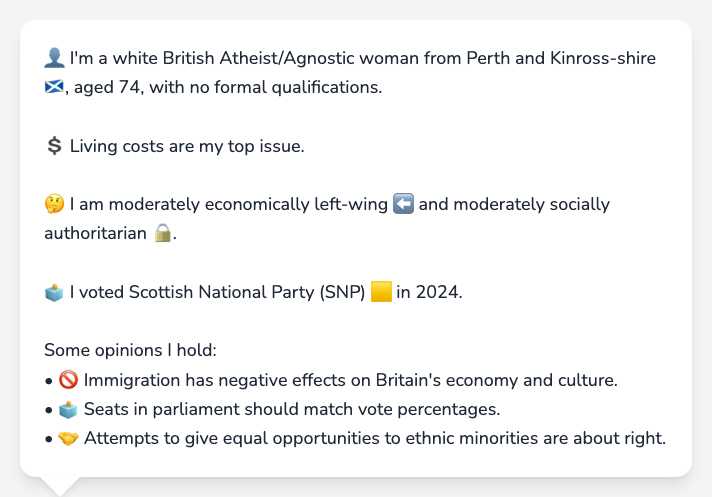 👤 I'm a white British Atheist/Agnostic woman from Perth and Kinross-shire
🏴󠁧󠁢󠁳󠁣󠁴󠁿, aged 74, with no formal qualifications.
💲 Living costs are my top issue.
🤔 I am moderately economically left-wing ⬅️ and moderately socially
authoritarian 🔒.
🗳️ I voted Scottish National Party (SNP) 🟨 in 2024.
Some opinions I hold:
• 🚫 Immigration has negative effects on Britain's economy and culture.
• 🗳️ Seats in parliament should match vote percentages.
• 🤝 Attempts to give equal opportunities to ethnic minorities are about right.